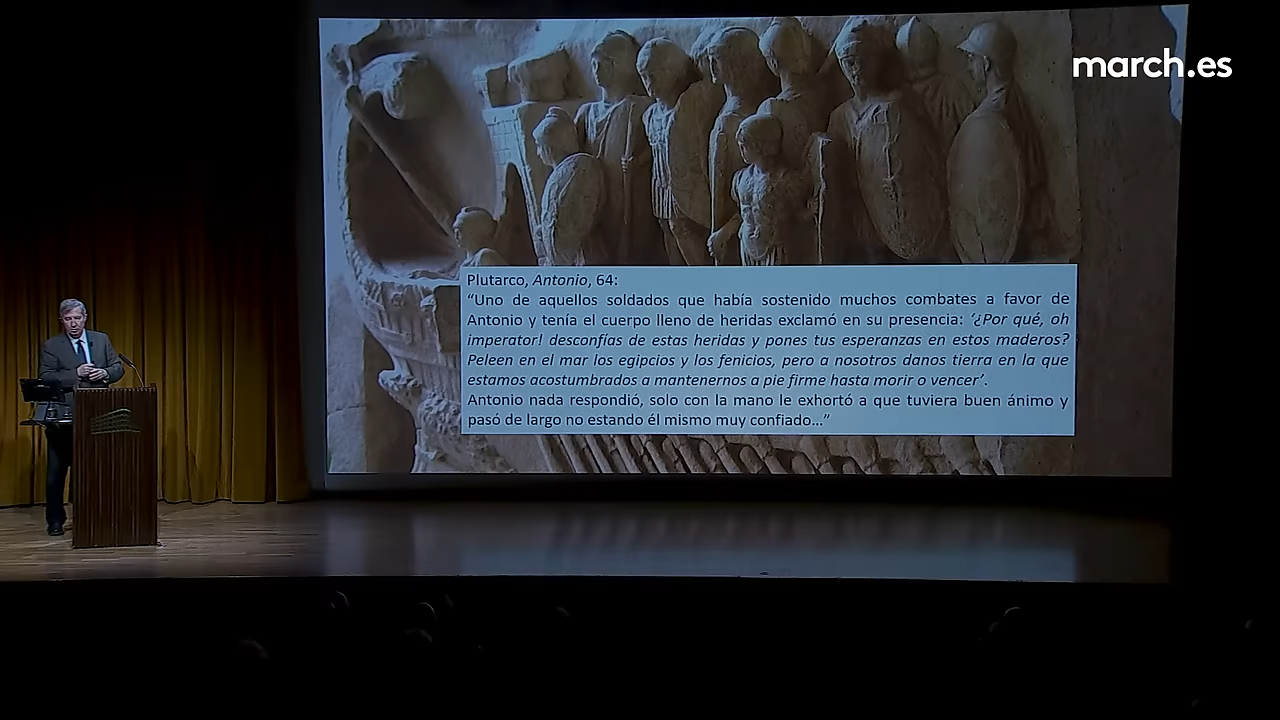 march.es
Plutarco, Antonio, 64:
“Uno de aquellos soldados que había sostenido muchos combates a favor de
Antonio y tenía el cuerpo lleno de heridas exclamó en su presencia: ‘¿Por qué, oh
imperator! desconfías de estas heridas y pones tus esperanzas en estos maderos?
Peleen en el mar los egipcios y los fenicios, pero a nosotros danos tierra en la que
estamos acostumbrados a mantenernos a pie firme hasta morir o vencer’.
Antonio nada respondió, solo con la mano le exhortó a que tuviera buen ánimo y
pasó de largo no estando él mismo muy confiado…”